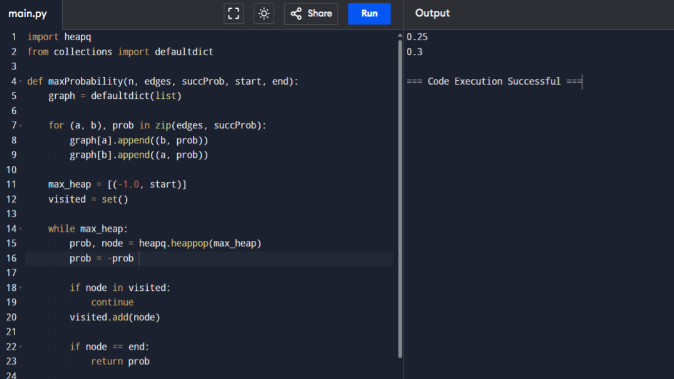 main.py
Share
Run
Output
1 import heapq
2 from collections import defaultdict
3
4 def maxProbability(n, edges, succProb, start, end):
5     graph = defaultdict(list)
6
7     for (a, b), prob in zip(edges, succProb):
8         graph[a].append((b, prob))
9         graph[b].append((a, prob))
10
11     max_heap = [(-1.0, start)]
12     visited = set()
13
14     while max_heap:
15         prob, node = heapq.heappop(max_heap)
16         prob = -prob
17
18         if node in visited:
19             continue
20         visited.add(node)
21
22         if node == end:
23             return prob
24
0.25
0.3
=== Code Execution Successful ===